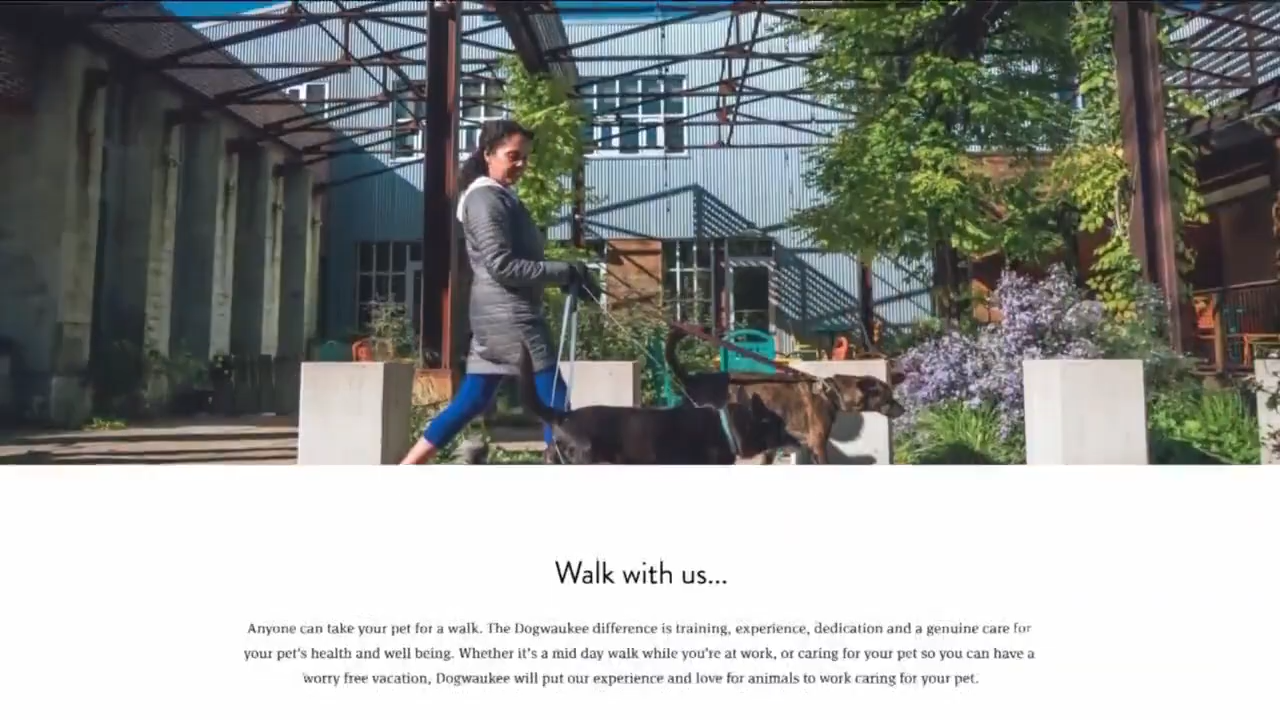 Walk with us...
Anyone can take your pet for a walk. The Dogwaukee difference is training, experience, dedication and a genuine care for
your pet's health and well being. Whether it's a mid day walk while you're at work, or caring for your pet so you can have a
worry free vacation, Dogwaukee will put our experience and love for animals to work caring for your pet.